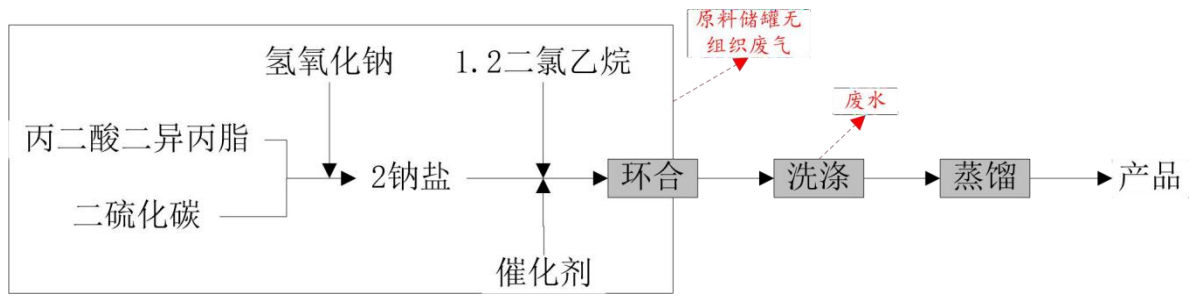 原料储罐无
组织废气
氢氧化钠
1.2二氯乙烷
废水
丙二酸二异丙脂
2钠盐
环合
洗涤
蒸馏
产品
二硫化碳
催化剂